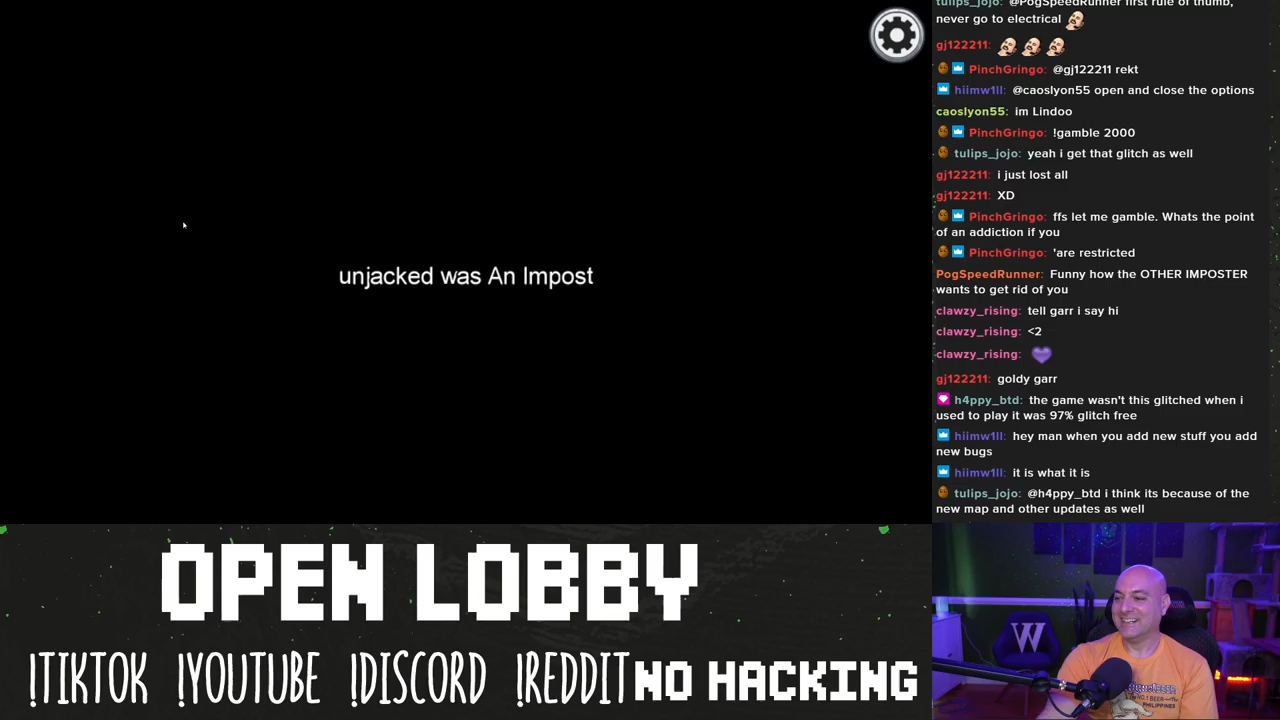 tulips_jojo: @PogSpeedRunner first rule of thumb,
never go to electrical
gj122211:
PinchGringo: @gj122211 rekt
hiimw1ll: @caoslyon55 open and close the options
caoslyon55: im Lindoo
PinchGringo: !gamble 2000
tulips_jojo: yeah i get that glitch as well
gj122211: i just lost all
gj122211: XD
PinchGringo: ffs let me gamble. Whats the point
of an addiction if you
PinchGringo: 'are restricted
PogSpeedRunner: Funny how the OTHER IMPOSTER
wants to get rid of you
clawzy_rising: tell garr i say hi
clawzy_rising: <2
clawzy_rising:
gj122211: goldy garr
h4ppy_btd: the game wasn't this glitched when i
used to play it was 97% glitch free
hiimw1ll: hey man when you add new stuff you add
new bugs
hiimw1ll: it is what it is
tulips_jojo: @h4ppy_btd i think its because of the
new map and other updates as well
unjacked was An Impost
OPEN LOBBY
!TIKTOK !YOUTUBE !DISCORD !REDDIT NO HACKING
W
PHILIPPINES